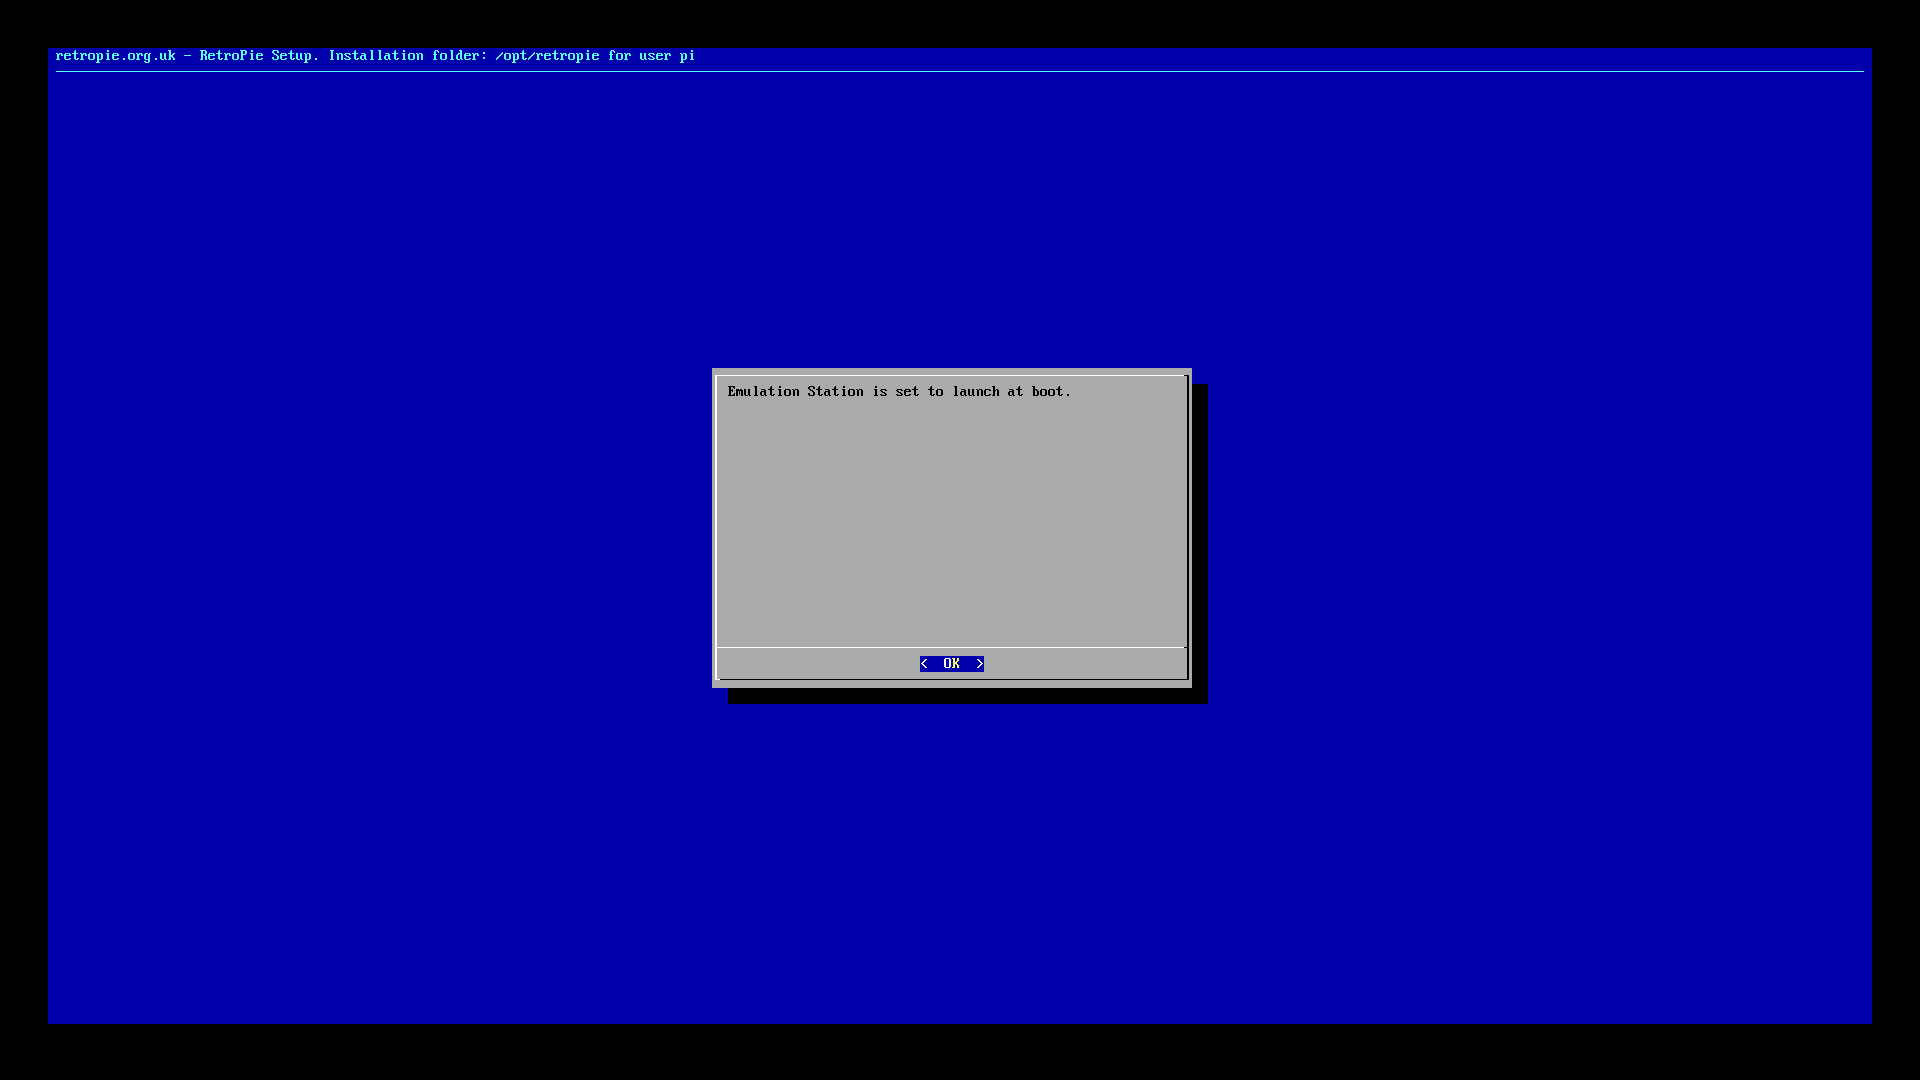 retropie.org.uk - RetroPie Setup. Installation folder: /opt/retropie for user pi
Emulation Station is set to launch at boot.
< OK >